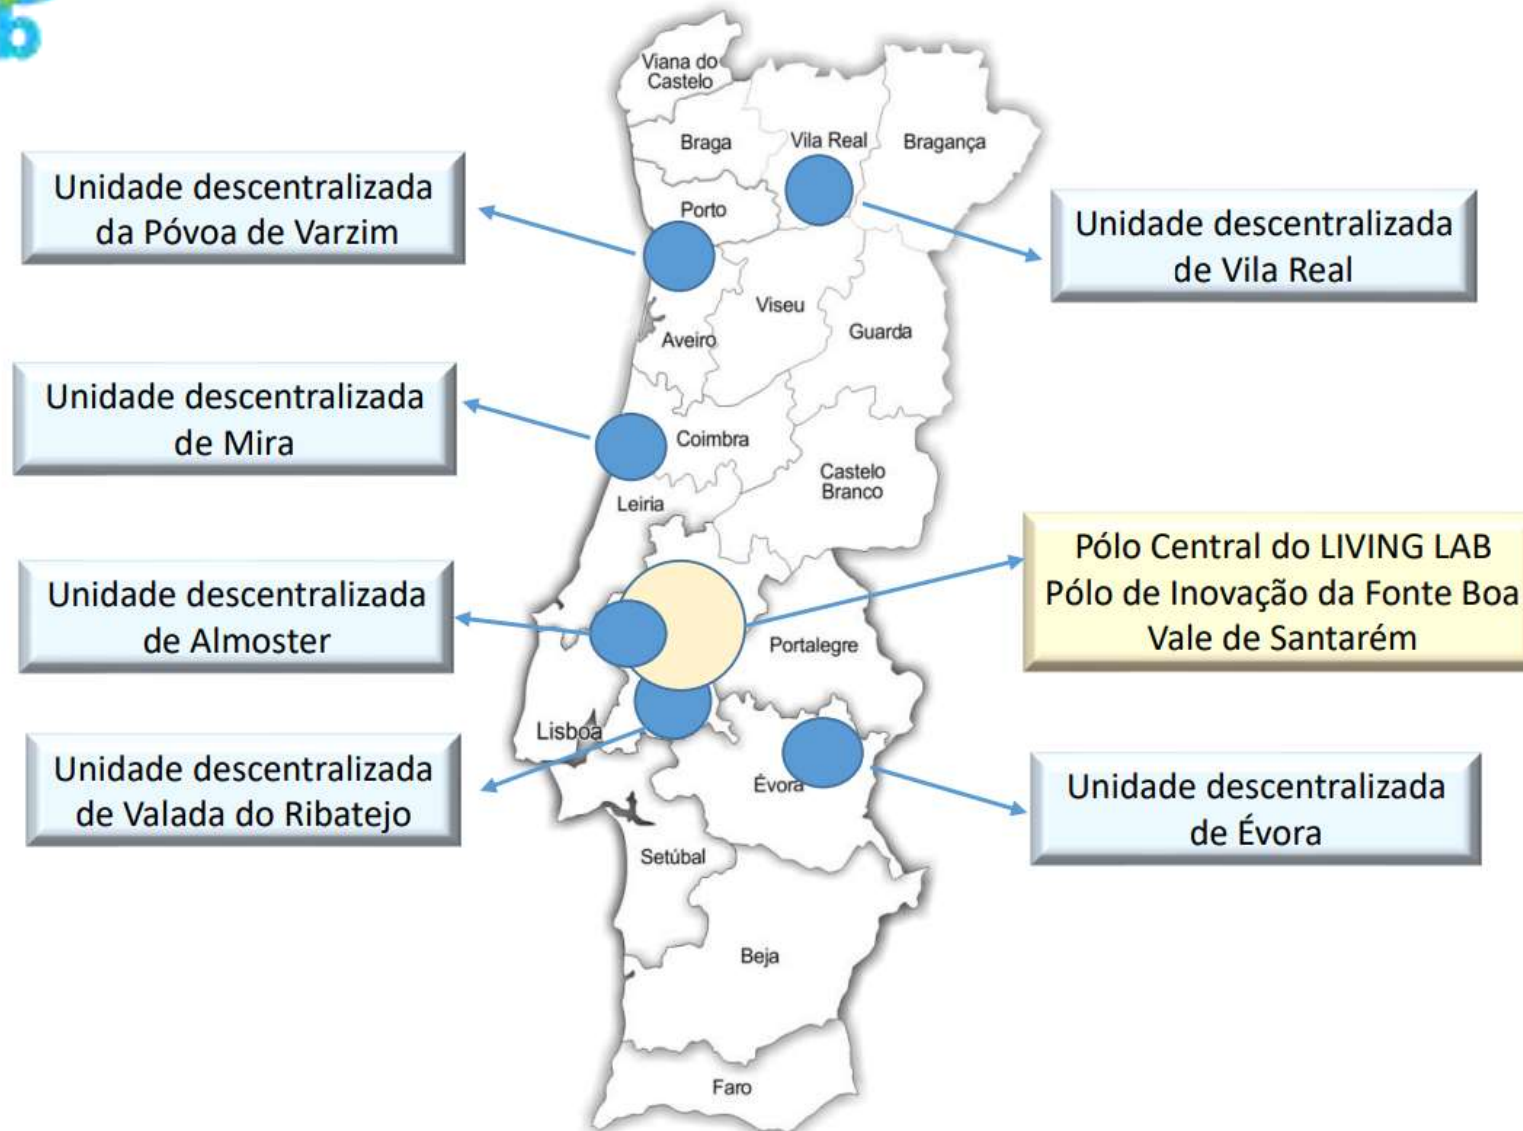 b
Viana do
Castelo
Braga
Vila Real
Bragança
Porto
Viseu
Guarda
Aveiro
Coimbra
Castelo
Branco
Leiria
Portalegre
Lisboa
Évora
Setúbal
Beja
Faro
Unidade descentralizada
da Póvoa de Varzim
Unidade descentralizada
de Mira
Unidade descentralizada
de Almoster
Unidade descentralizada
de Valada do Ribatejo
Unidade descentralizada
de Vila Real
Pólo Central do LIVING LAB
Pólo de Inovação da Fonte Boa
Vale de Santarém
Unidade descentralizada
de Évora